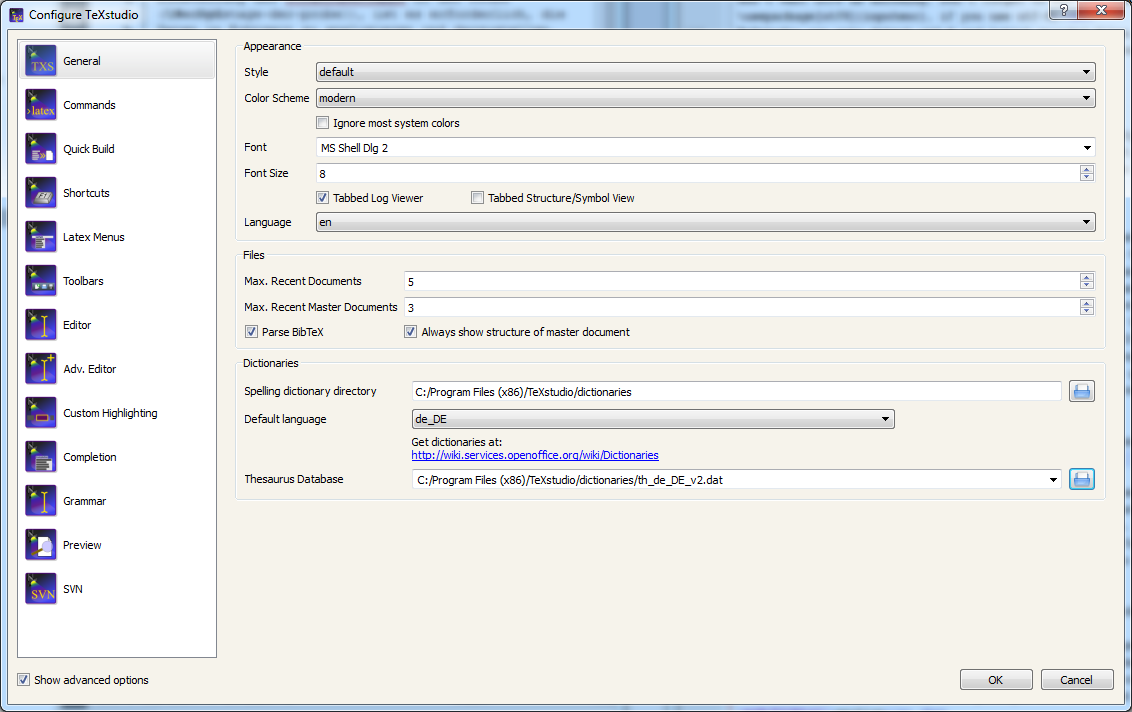 Configure TeXstudio
General
Commands
Quick Build
Shortcuts
Latex Menus
Toolbars
Editor
Adv. Editor
Custom Highlighting
Completion
Grammar
Preview
SVN
Show advanced options
Appearance
Style default
Color Scheme modern
Ignore most system colors
Font MS Shell Dlg 2
Font Size 8
Tabbed Log Viewer Tabbed Structure/Symbol View
Language en
Files
Max. Recent Documents 5
Max. Recent Master Documents 3
Parse BibTeX Always show structure of master document
Dictionaries
Spelling dictionary directory C:/Program Files (x86)/TeXstudio/dictionaries
Default language de_DE
Get dictionaries at:
http://wiki.services.openoffice.org/wiki/Dictionaries
Thesaurus Database C:/Program Files (x86)/TeXstudio/dictionaries/th_de_DE_v2.dat
OK Cancel